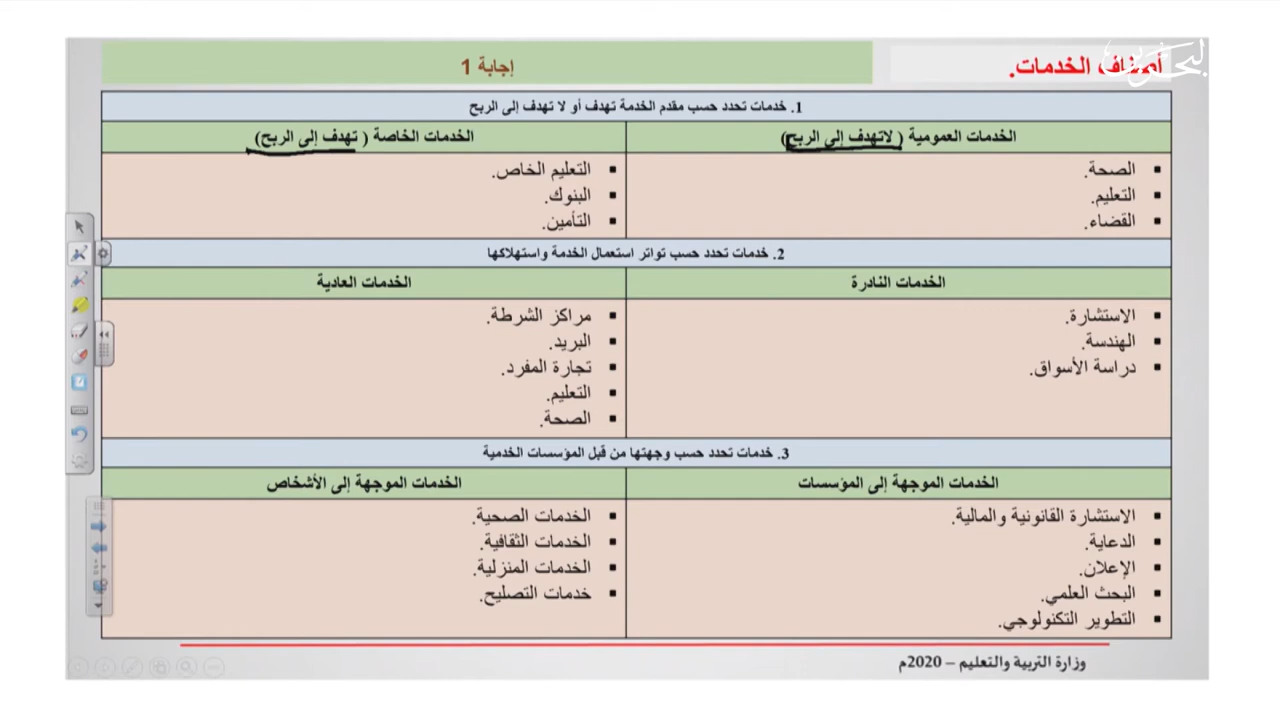 البحرين
أصناف الخدمات.
إجابة 1
1. خدمات تحدد حسب مقدم الخدمة تهدف أو لا تهدف إلى الربح
الخدمات العمومية ( لاتهدف إلى الربح)
الخدمات الخاصة ( تهدف إلى الربح)
الصحة.
التعليم.
القضاء.
التعليم الخاص.
البنوك.
التأمين.
2. خدمات تحدد حسب تواتر استعمال الخدمة واستهلاكها
الخدمات النادرة
الخدمات العادية
الاستشارة.
الهندسة.
دراسة الأسواق.
مراكز الشرطة.
البريد.
تجارة المفرد.
التعليم.
الصحة.
3. خدمات تحدد حسب وجهتها من قبل المؤسسات الخدمية
الخدمات الموجهة إلى المؤسسات
الخدمات الموجهة إلى الأشخاص
الاستشارة القانونية والمالية.
الدعاية.
الإعلان.
البحث العلمي.
التطوير التكنولوجي.
الخدمات الصحية.
الخدمات الثقافية.
الخدمات المنزلية.
خدمات التصليح.
وزارة التربية والتعليم – 2020م